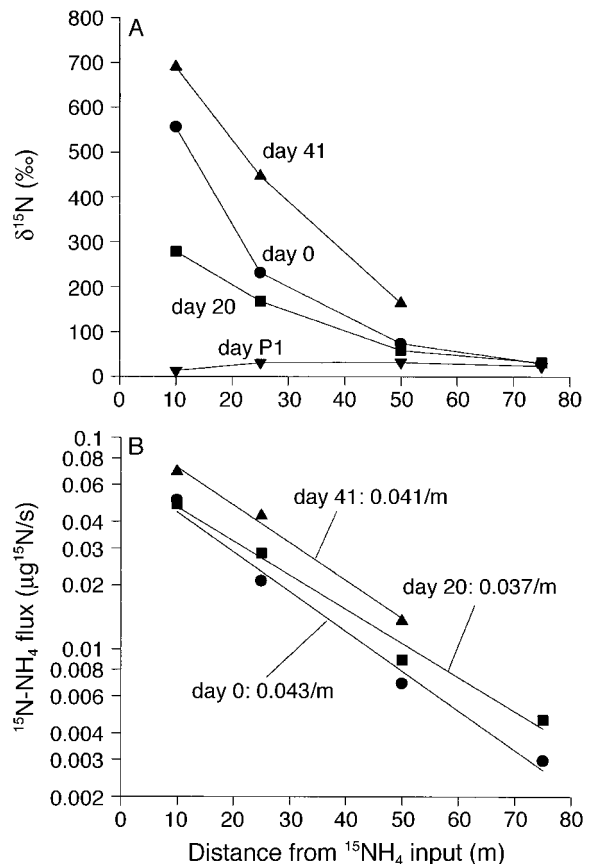 A
800
700
600
500
400
300
200
100
0
δ¹⁵N (‰)
day 41
day 0
day 20
day P1
0 10 20 30 40 50 60 70 80
B
0.1
0.08
0.06
0.04
0.03
0.02
0.01
0.008
0.006
0.004
0.003
0.002
¹⁵N-NH₄ flux (µg¹⁵N/s)
day 41: 0.041/m
day 20: 0.037/m
day 0: 0.043/m
0 10 20 30 40 50 60 70 80
Distance from ¹⁵NH₄ input (m)